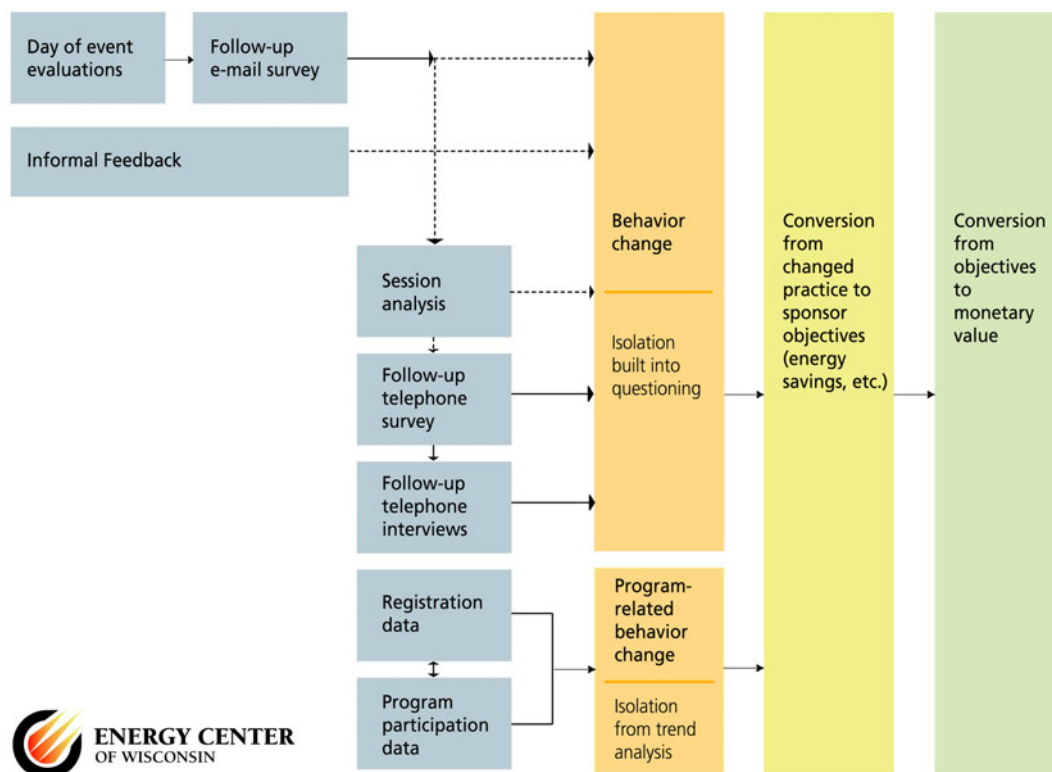 Day of event
evaluations
Follow-up
e-mail survey
Informal Feedback
Session
analysis
Follow-up
telephone
survey
Follow-up
telephone
interviews
Registration
data
Program
participation
data
Behavior
change
Isolation
built into
questioning
Program-
related
behavior
change
Isolation
from trend
analysis
Conversion
from
changed
practice to
sponsor
objectives
(energy
savings, etc.)
Conversion
from
objectives
to
monetary
value
ENERGY CENTER
OF WISCONSIN